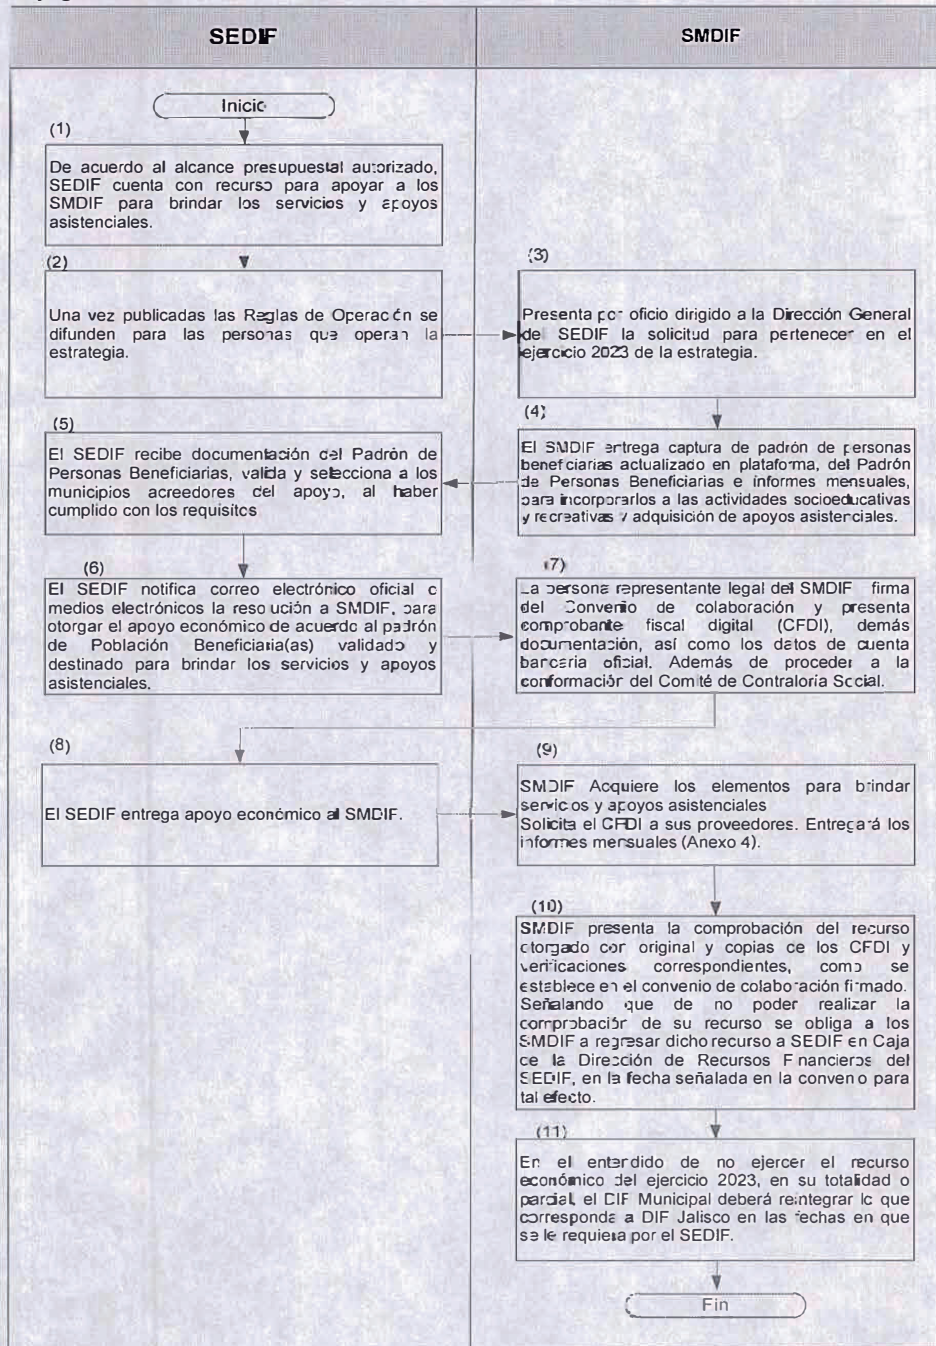 SEDIF
SMDIF
Inicio
(1)
De acuerdo al alcance presupuestal autorizado,
SEDIF cuenta con recurso para apoyar a los
SMDIF para brindar los servicios y apoyos
asistenciales.
(2)
Una vez publicadas las Reglas de Operación se
difunden para las personas que operan la
estrategia.
(3)
Presenta por oficio dirigido a la Dirección General
del SEDIF la solicitud para pertenecer en el
ejercicio 2023 de la estrategia.
(4)
El SMDIF entrega captura de padrón de personas
beneficiarias actualizado en plataforma, del Padrón
de Personas Beneficiarias e informes mensuales,
para incorporarlos a las actividades socioeducativas
y recreativas y adquisición de apoyos asistenciales.
(5)
El SEDIF recibe documentación del Padrón de
Personas Beneficiarias, valida y selecciona a los
municipios acreedores del apoyo, al haber
cumplido con los requisitos
(6)
El SEDIF notifica correo electrónico oficial o
medios electrónicos la resolución a SMDIF, para
otorgar el apoyo económico de acuerdo al padrón
de Población Beneficiaria(as) validado y
destinado para brindar los servicios y apoyos
asistenciales.
(7)
La persona representante legal del SMDIF firma
del Convenio de colaboración y presenta
comprobante fiscal digital (CFDI), demás
documentación, así como los datos de cuenta
bancaria oficial. Además de proceder a la
conformación del Comité de Contraloría Social.
(8)
El SEDIF entrega apoyo económico al SMDIF.
(9)
SMDIF Acquiere los elementos para brindar
servicios y apoyos asistenciales
Solicita el CFDI a sus proveedores. Entregará los
informes mensuales (Anexo 4).
(10)
SMDIF presenta la comprobación del recurso
otorgado con original y copias de los CFDI y
verificaciones correspondientes, como se
establece en el convenio de colaboración firmado.
Señalando que de no poder realizar la
comprobación de su recurso se obliga a los
SMDIF a regresar dicho recurso a SEDIF en Caja
de la Dirección de Recursos Financieros del
SEDIF, en la fecha señalada en la convenio para
tal efecto.
(11)
En el entendido de no ejercer el recurso
económico del ejercicio 2023, en su totalidad o
parcial, el DIF Municipal deberá reintegrar lo que
corresponda a DIF Jalisco en las fechas en que
se le requiera por el SEDIF.
Fin